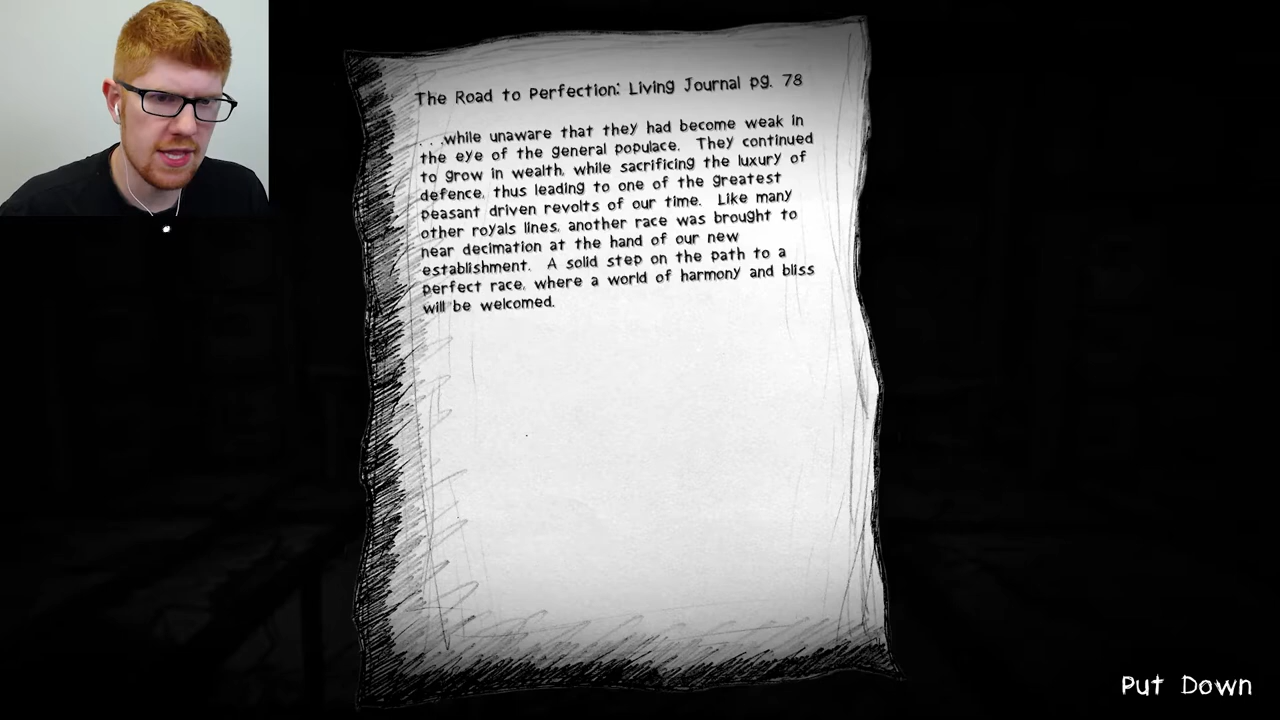 The Road to Perfection: Living Journal pg. 78
. . .while unaware that they had become weak in
the eye of the general populace. They continued
to grow in wealth, while sacrificing the luxury of
defence, thus leading to one of the greatest
peasant driven revolts of our time. Like many
other royals lines, another race was brought to
near decimation at the hand of our new
establishment. A solid step on the path to a
perfect race, where a world of harmony and bliss
will be welcomed.
Put Down